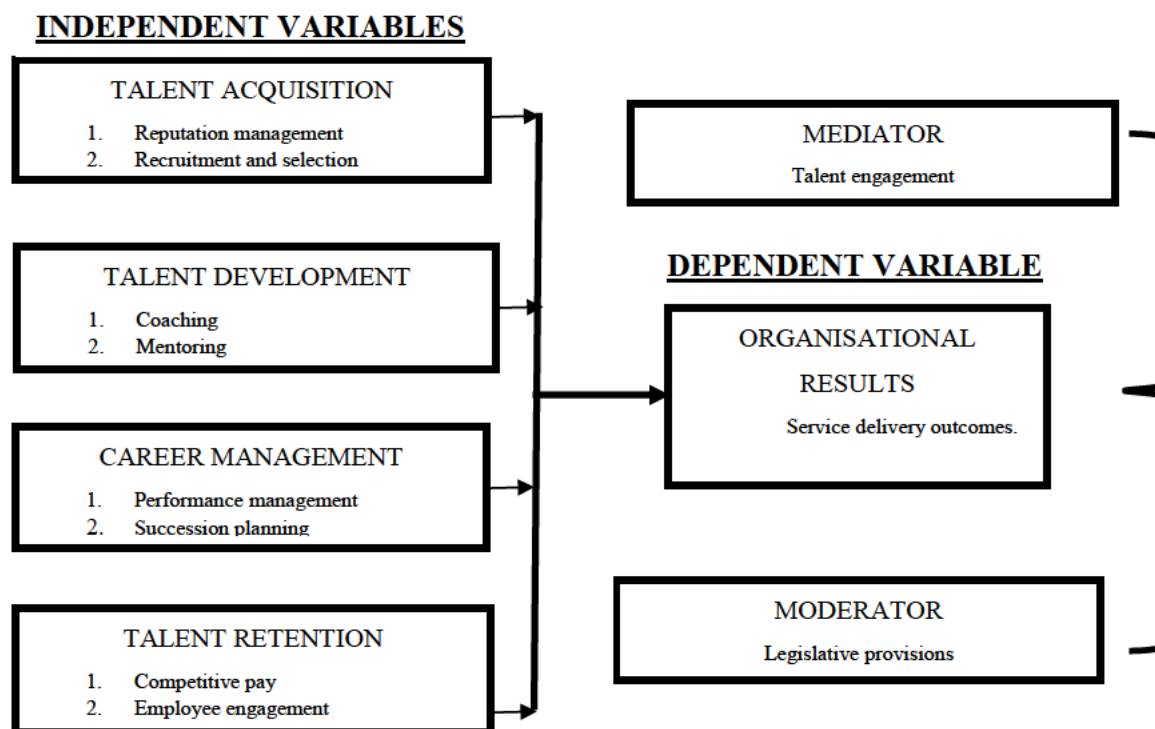 INDEPENDENT VARIABLES
TALENT ACQUISITION
1. Reputation management
2. Recruitment and selection
TALENT DEVELOPMENT
1. Coaching
2. Mentoring
CAREER MANAGEMENT
1. Performance management
2. Succession planning
TALENT RETENTION
1. Competitive pay
2. Employee engagement
MEDIATOR
Talent engagement
DEPENDENT VARIABLE
ORGANISATIONAL
RESULTS
Service delivery outcomes.
MODERATOR
Legislative provisions